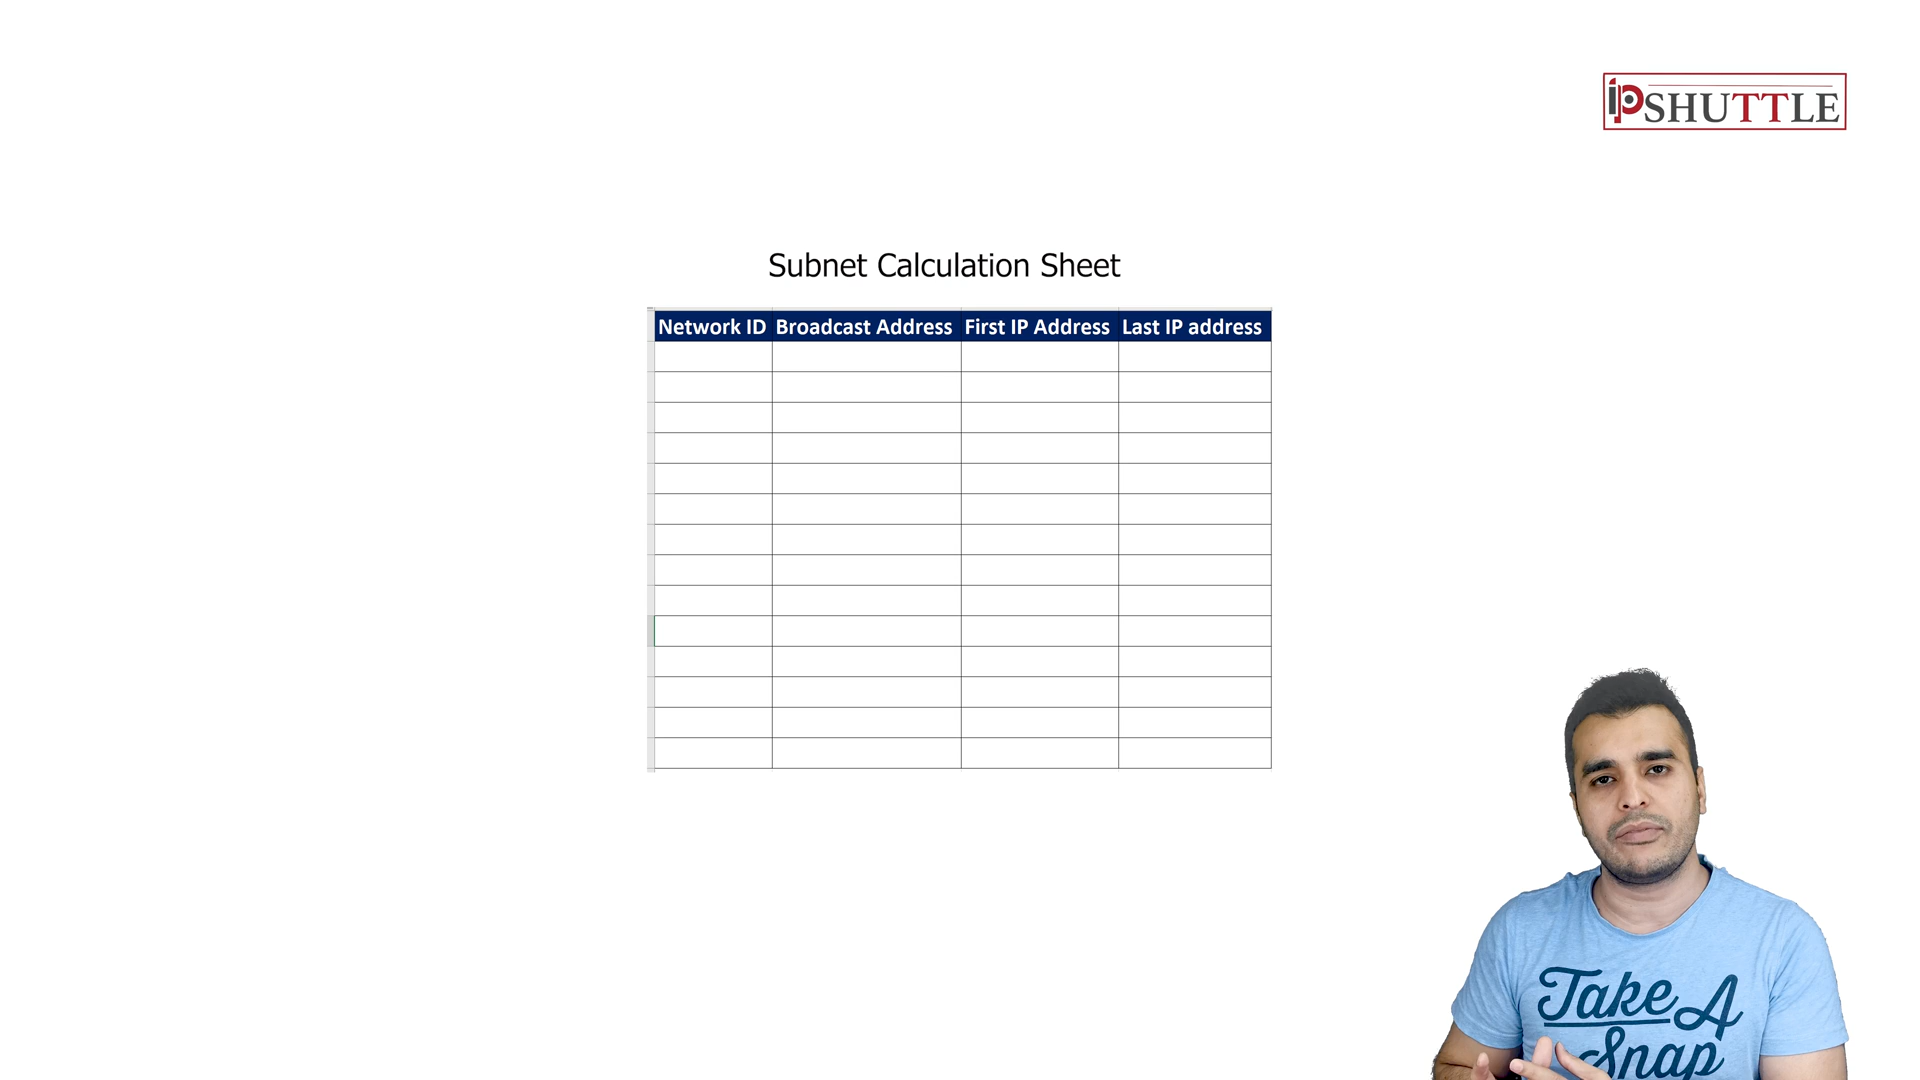 ipSHUTTLE
Subnet Calculation Sheet
Network ID Broadcast Address First IP Address Last IP address
Take A
Snap